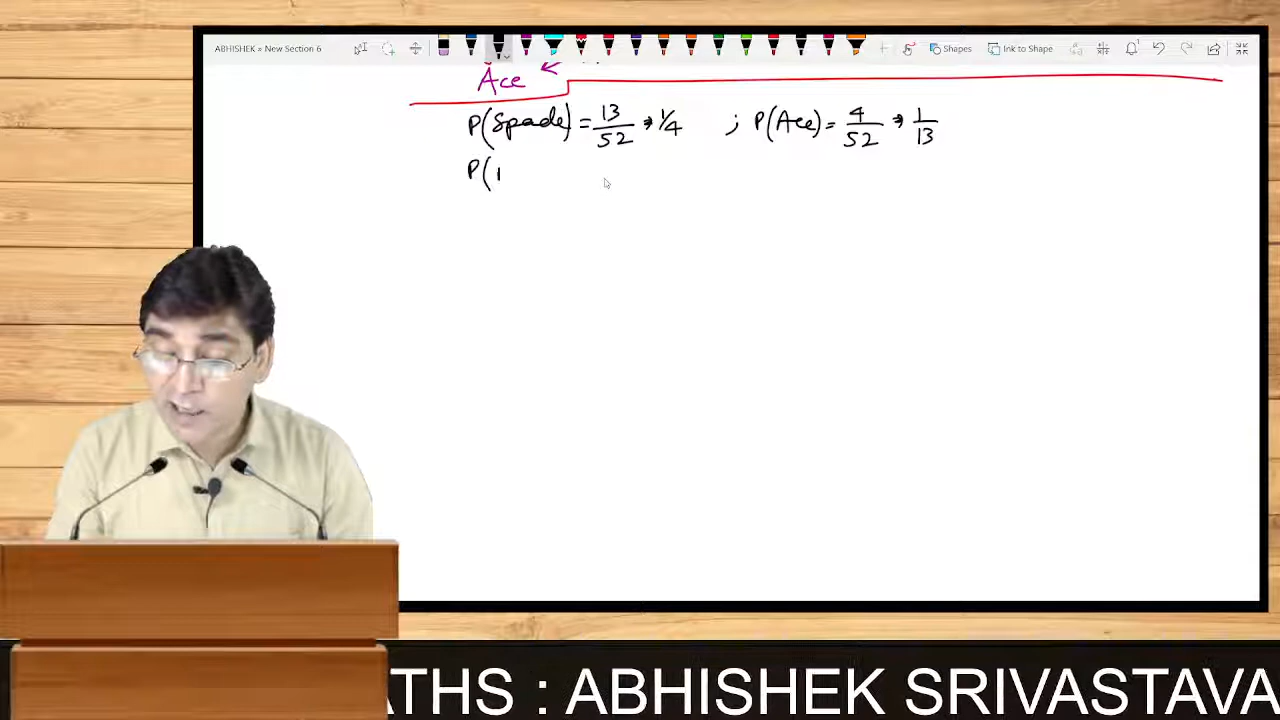 ABHISHEK » New Section 6
Shapes
Ink to Shape
Ace
P(Spade) = 13/52 → 1/4 ; P(Ace) = 4/52 → 1/13
P(1
ATHS : ABHISHEK SRIVASTAVA